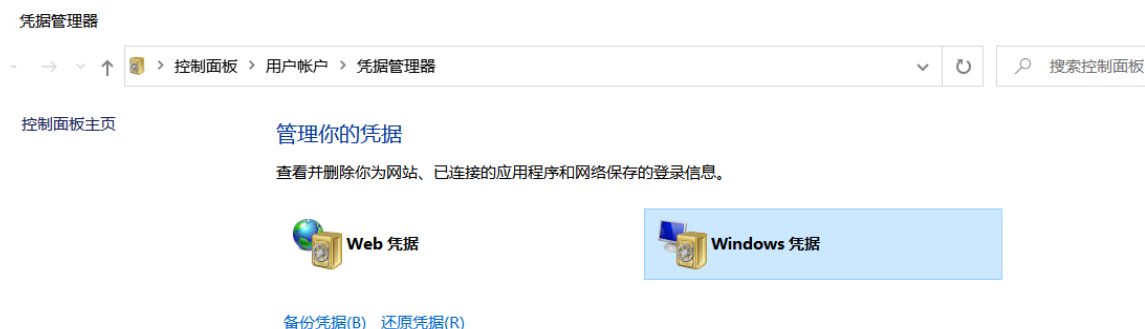 凭据管理器
控制面板 > 用户帐户 > 凭据管理器 搜索控制面板
控制面板主页
管理你的凭据
查看并删除你为网站、已连接的应用程序和网络保存的登录信息。
Web 凭据 Windows 凭据
备份凭据(B) 还原凭据(R)